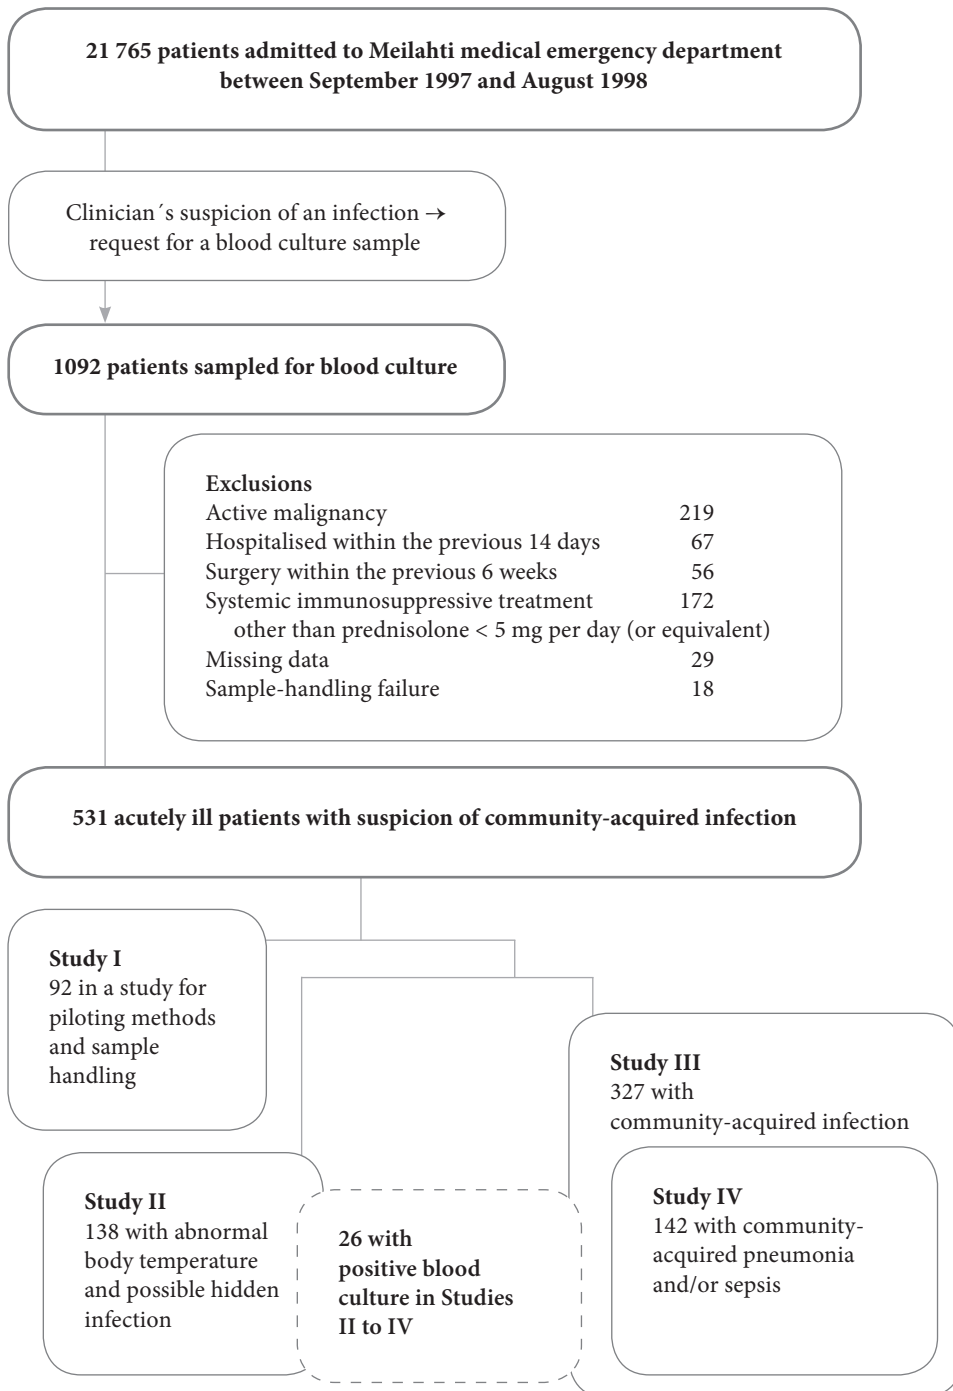 21 765 patients admitted to Meilahti medical emergency department
between September 1997 and August 1998
Clinician´s suspicion of an infection →
request for a blood culture sample
1092 patients sampled for blood culture
Exclusions
Active malignancy 219
Hospitalised within the previous 14 days 67
Surgery within the previous 6 weeks 56
Systemic immunosuppressive treatment 172
other than prednisolone < 5 mg per day (or equivalent)
Missing data 29
Sample-handling failure 18
531 acutely ill patients with suspicion of community-acquired infection
Study I
92 in a study for
piloting methods
and sample
handling
Study II
138 with abnormal
body temperature
and possible hidden
infection
26 with
positive blood
culture in Studies
II to IV
Study III
327 with
community-acquired infection
Study IV
142 with community-
acquired pneumonia
and/or sepsis